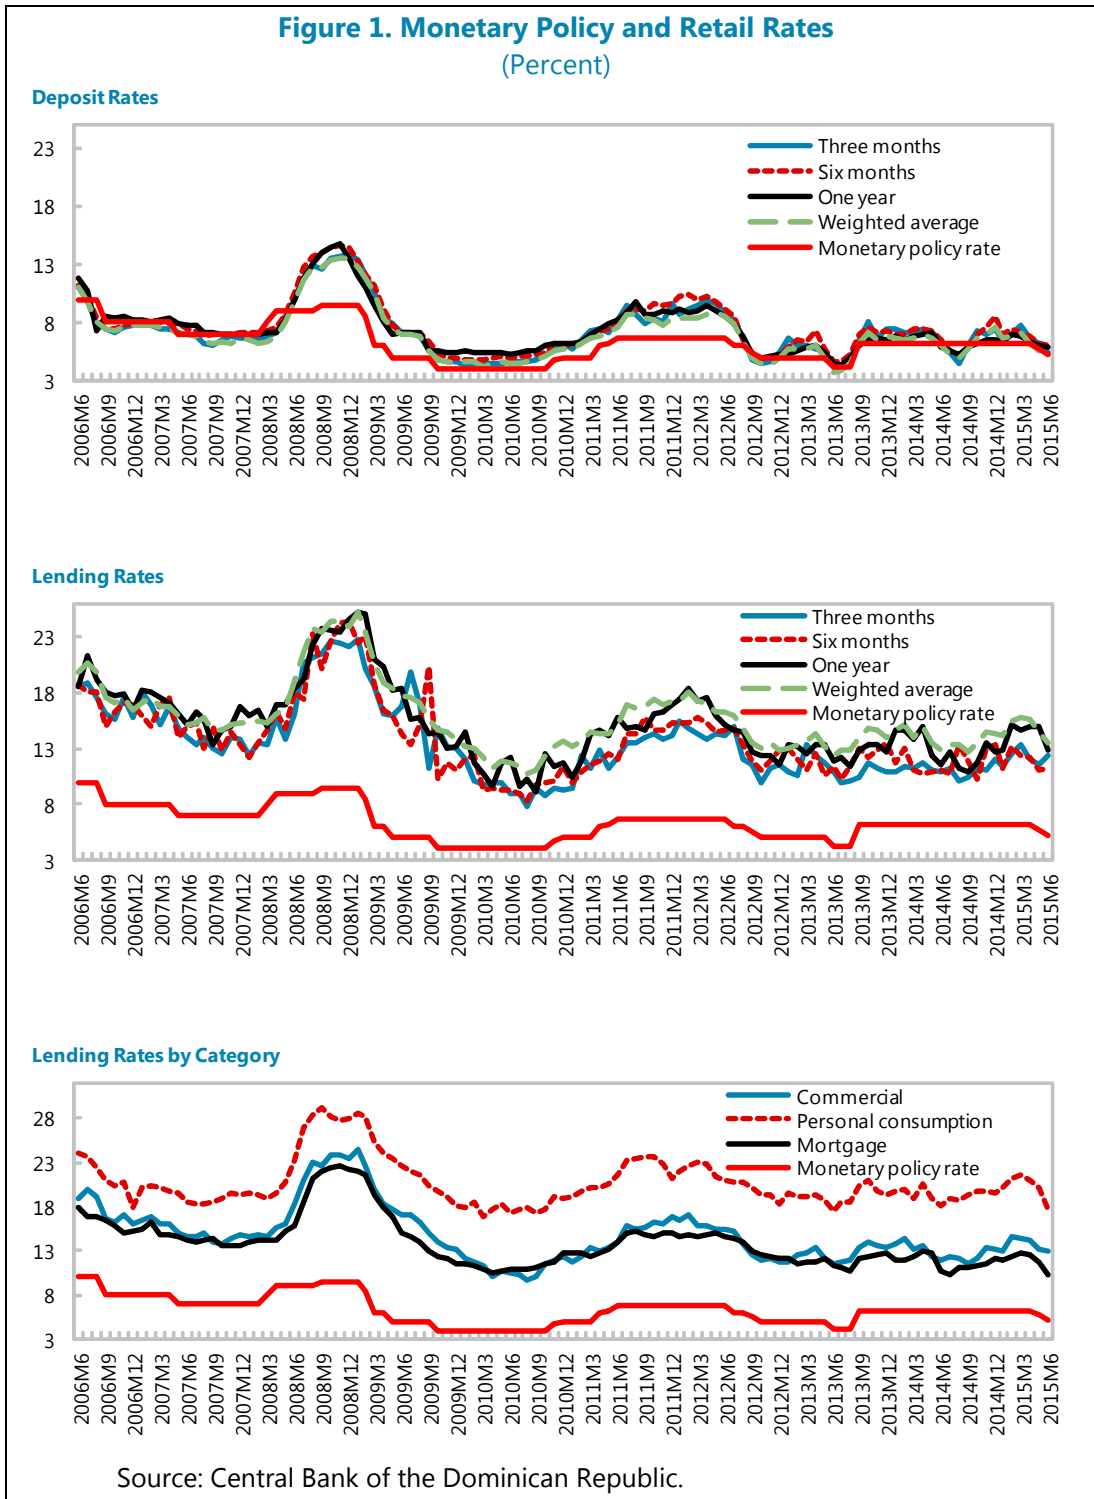 Figure 1. Monetary Policy and Retail Rates
(Percent)
Deposit Rates
23
18
13
8
3
Three months
Six months
One year
Weighted average
Monetary policy rate
2006M6
2006M9
2006M12
2007M3
2007M6
2007M9
2007M12
2008M3
2008M6
2008M9
2008M12
2009M3
2009M6
2009M9
2009M12
2010M3
2010M6
2010M9
2010M12
2011M3
2011M6
2011M9
2011M12
2012M3
2012M6
2012M9
2012M12
2013M3
2013M6
2013M9
2013M12
2014M3
2014M6
2014M9
2014M12
2015M3
2015M6
Lending Rates
23
18
13
8
3
Three months
Six months
One year
Weighted average
Monetary policy rate
2006M6
2006M9
2006M12
2007M3
2007M6
2007M9
2007M12
2008M3
2008M6
2008M9
2008M12
2009M3
2009M6
2009M9
2009M12
2010M3
2010M6
2010M9
2010M12
2011M3
2011M6
2011M9
2011M12
2012M3
2012M6
2012M9
2012M12
2013M3
2013M6
2013M9
2013M12
2014M3
2014M6
2014M9
2014M12
2015M3
2015M6
Lending Rates by Category
28
23
18
13
8
3
Commercial
Personal consumption
Mortgage
Monetary policy rate
2006M6
2006M9
2006M12
2007M3
2007M6
2007M9
2007M12
2008M3
2008M6
2008M9
2008M12
2009M3
2009M6
2009M9
2009M12
2010M3
2010M6
2010M9
2010M12
2011M3
2011M6
2011M9
2011M12
2012M3
2012M6
2012M9
2012M12
2013M3
2013M6
2013M9
2013M12
2014M3
2014M6
2014M9
2014M12
2015M3
2015M6
Source: Central Bank of the Dominican Republic.